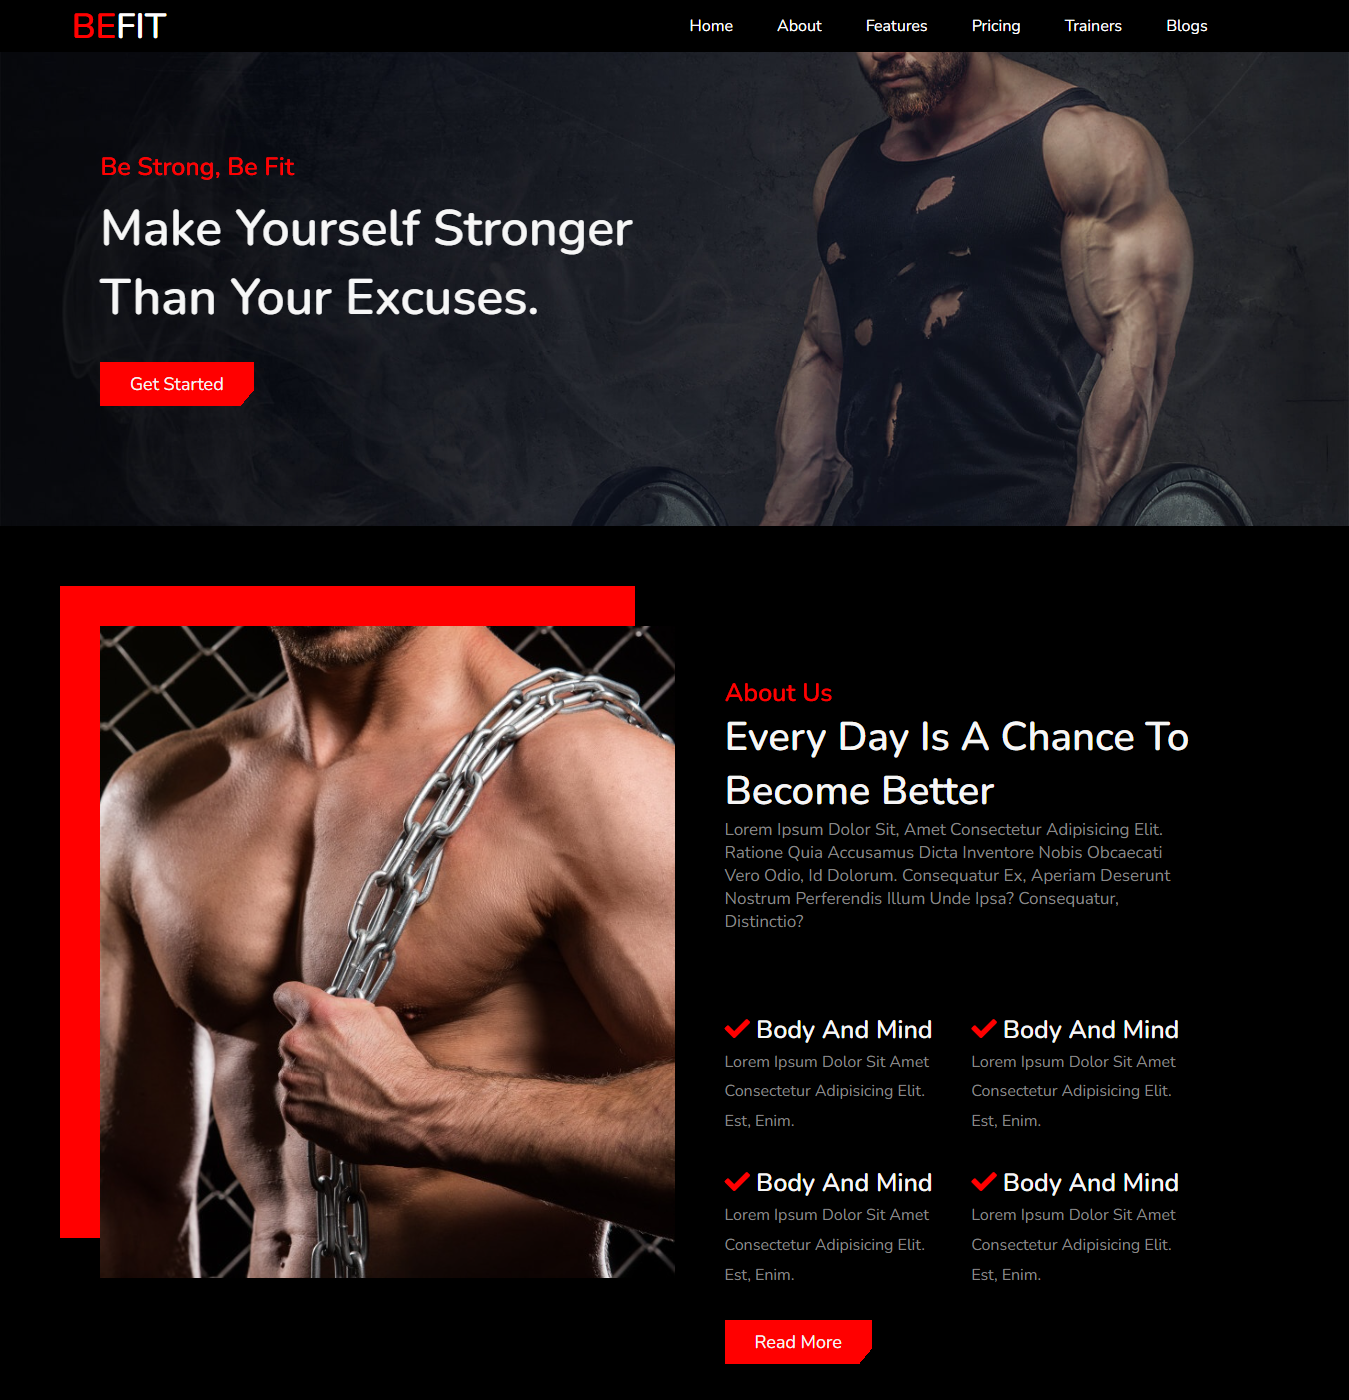 BEFIT
Home About Features Pricing Trainers Blogs
Be Strong, Be Fit
Make Yourself Stronger
Than Your Excuses.
Get Started
About Us
Every Day Is A Chance To
Become Better
Lorem Ipsum Dolor Sit, Amet Consectetur Adipisicing Elit.
Ratione Quia Accusamus Dicta Inventore Nobis Obcaecati
Vero Odio, Id Dolorum. Consequatur Ex, Aperiam Deserunt
Nostrum Perferendis Illum Unde Ipsa? Consequatur,
Distinctio?
Body And Mind
Lorem Ipsum Dolor Sit Amet
Consectetur Adipisicing Elit.
Est, Enim.
Body And Mind
Lorem Ipsum Dolor Sit Amet
Consectetur Adipisicing Elit.
Est, Enim.
Body And Mind
Lorem Ipsum Dolor Sit Amet
Consectetur Adipisicing Elit.
Est, Enim.
Body And Mind
Lorem Ipsum Dolor Sit Amet
Consectetur Adipisicing Elit.
Est, Enim.
Read More